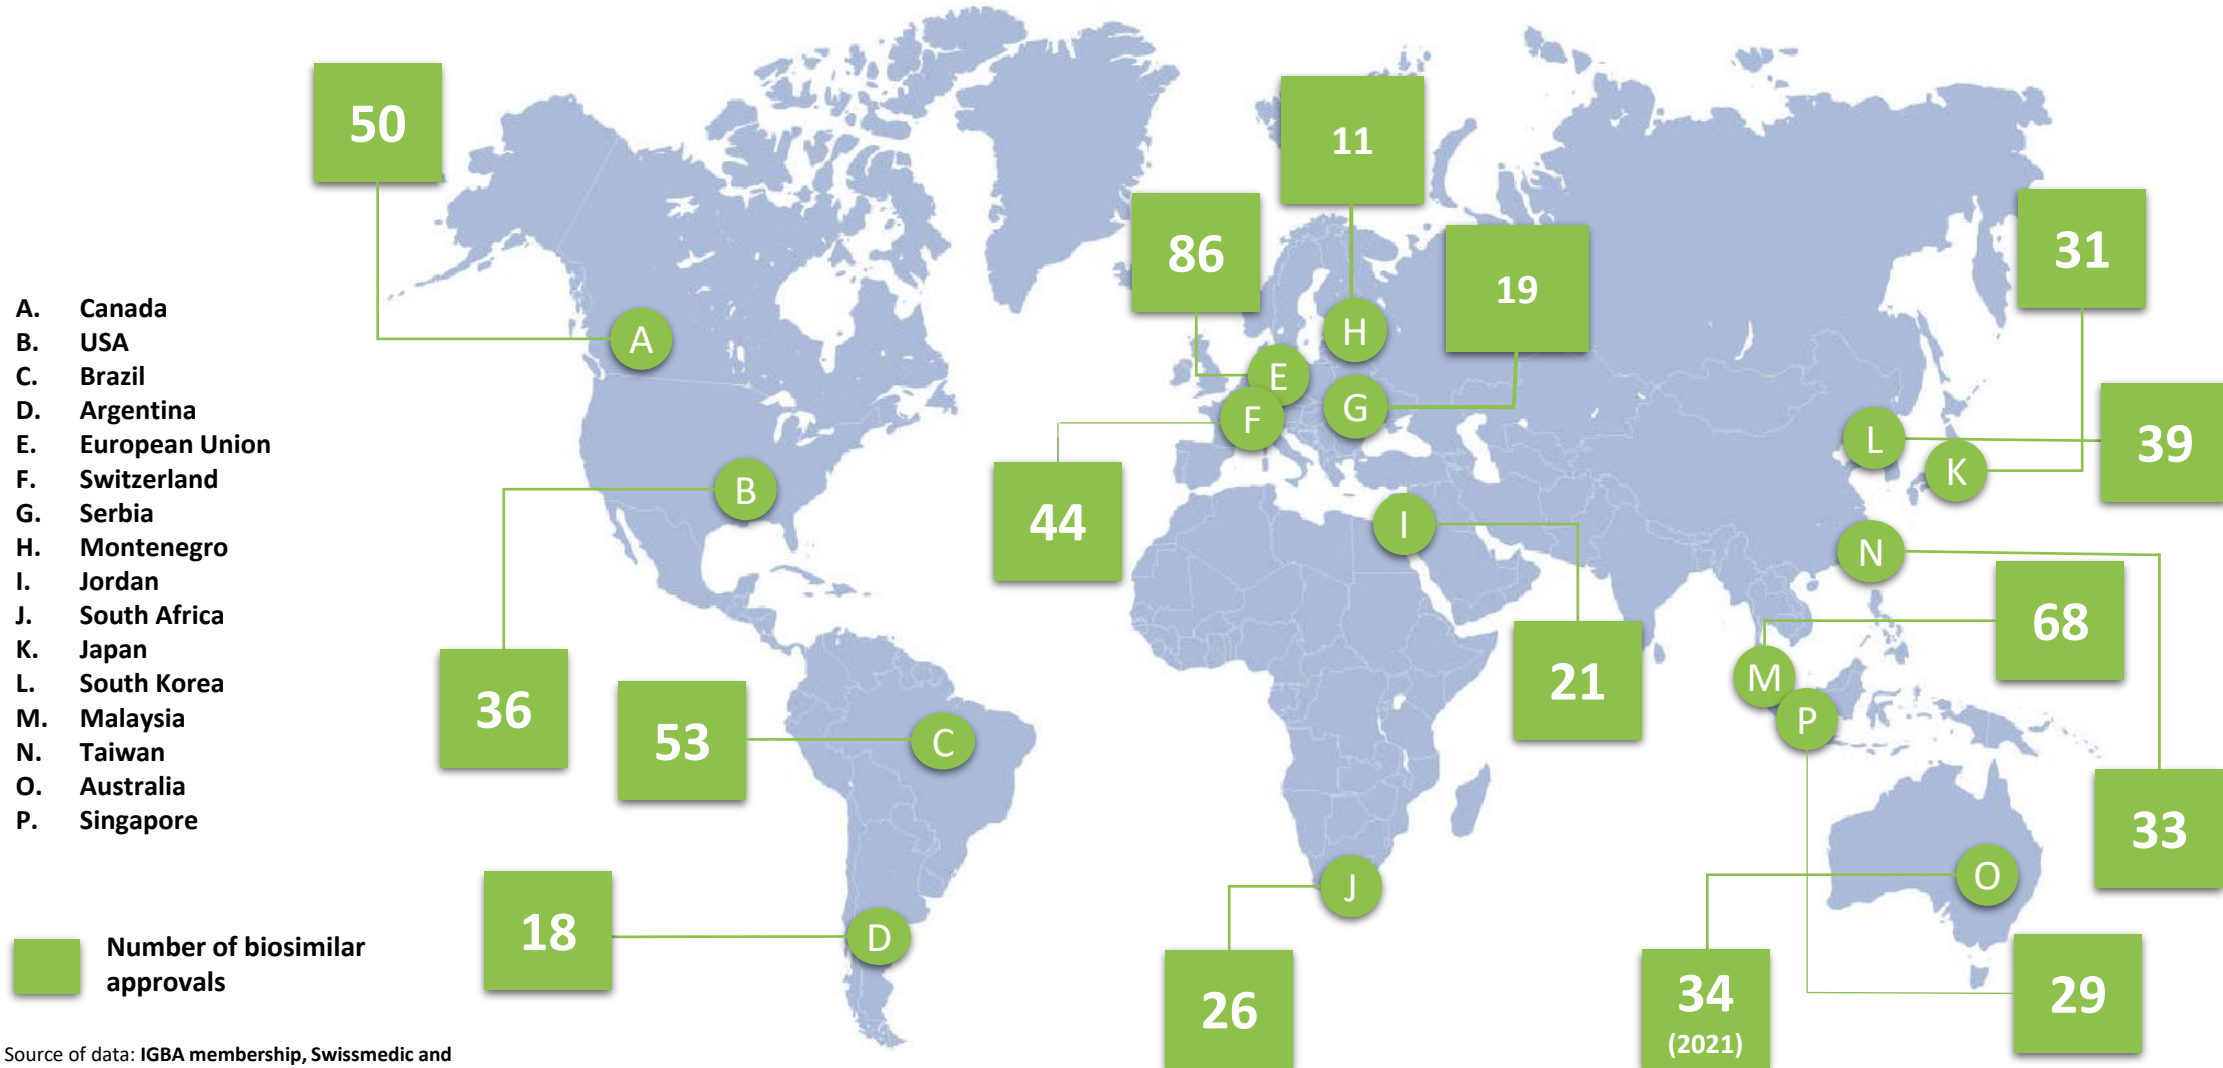 A. Canada
B. USA
C. Brazil
D. Argentina
E. European Union
F. Switzerland
G. Serbia
H. Montenegro
I. Jordan
J. South Africa
K. Japan
L. South Korea
M. Malaysia
N. Taiwan
O. Australia
P. Singapore
Number of biosimilar
approvals
Source of data: IGBA membership, Swissmedic and
50
A
36
B
53
C
18
D
86
E
44
F
11
H
19
G
21
I
26
J
31
K
39
L
68
M
33
N
29
P
34
(2021)
O